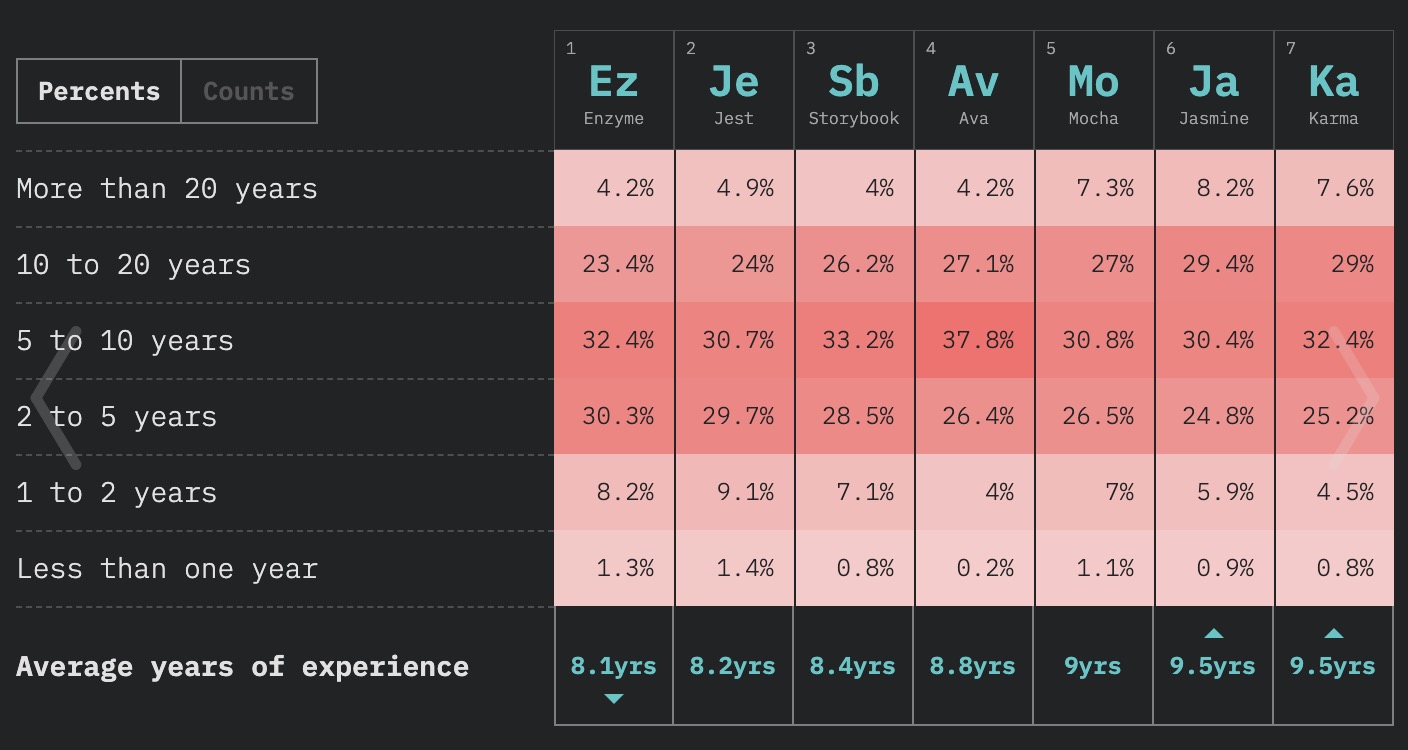 1 2 3 4 5 6 7
Percents Counts Ez Je Sb Av Mo Ja Ka
Enzyme Jest Storybook Ava Mocha Jasmine Karma
More than 20 years 4.2% 4.9% 4% 4.2% 7.3% 8.2% 7.6%
10 to 20 years 23.4% 24% 26.2% 27.1% 27% 29.4% 29%
5 to 10 years 32.4% 30.7% 33.2% 37.8% 30.8% 30.4% 32.4%
2 to 5 years 30.3% 29.7% 28.5% 26.4% 26.5% 24.8% 25.2%
1 to 2 years 8.2% 9.1% 7.1% 4% 7% 5.9% 4.5%
Less than one year 1.3% 1.4% 0.8% 0.2% 1.1% 0.9% 0.8%
Average years of experience 8.1yrs 8.2yrs 8.4yrs 8.8yrs 9yrs 9.5yrs 9.5yrs